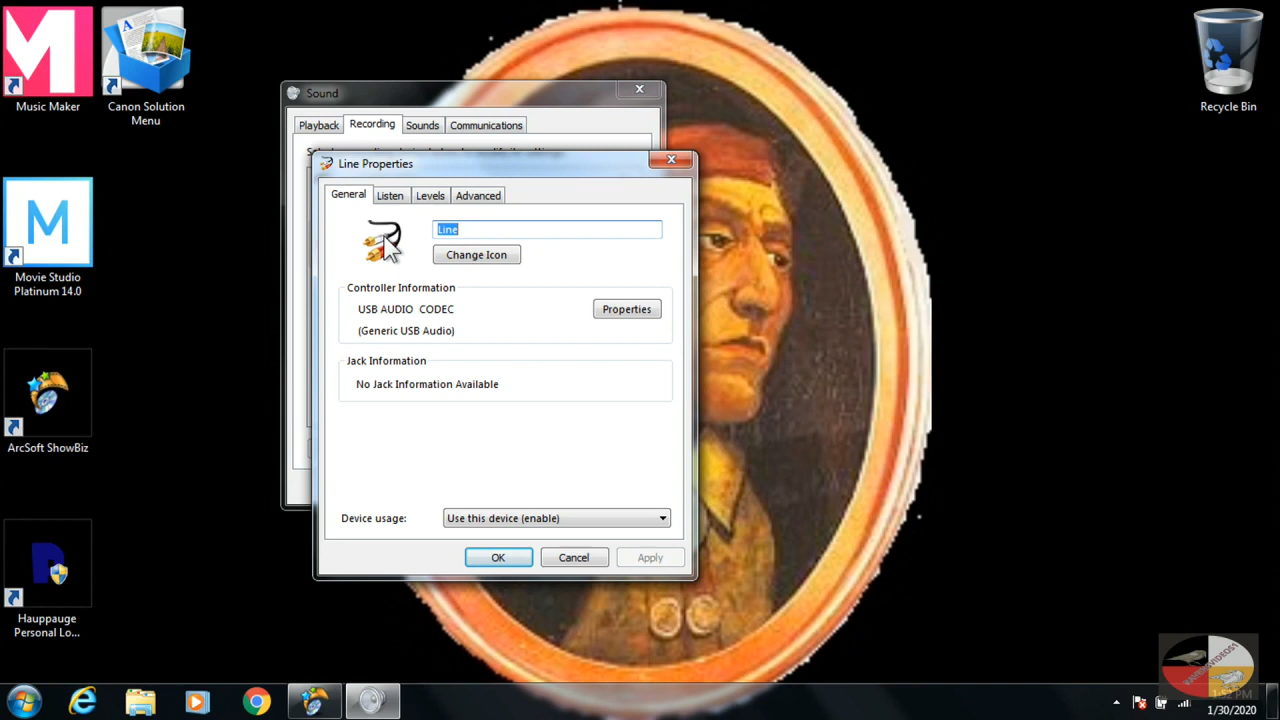 Music Maker
Canon Solution
Menu
Movie Studio
Platinum 14.0
ArcSoft ShowBiz
Hauppauge
Personal Lo...
Recycle Bin
Sound
Playback
Recording
Sounds
Communications
Line Properties
General
Listen
Levels
Advanced
Line
Change Icon
Controller Information
USB AUDIO CODEC
Properties
(Generic USB Audio)
Jack Information
No Jack Information Available
Device usage:
Use this device (enable)
OK
Cancel
Apply
1:52 PM
1/30/2020